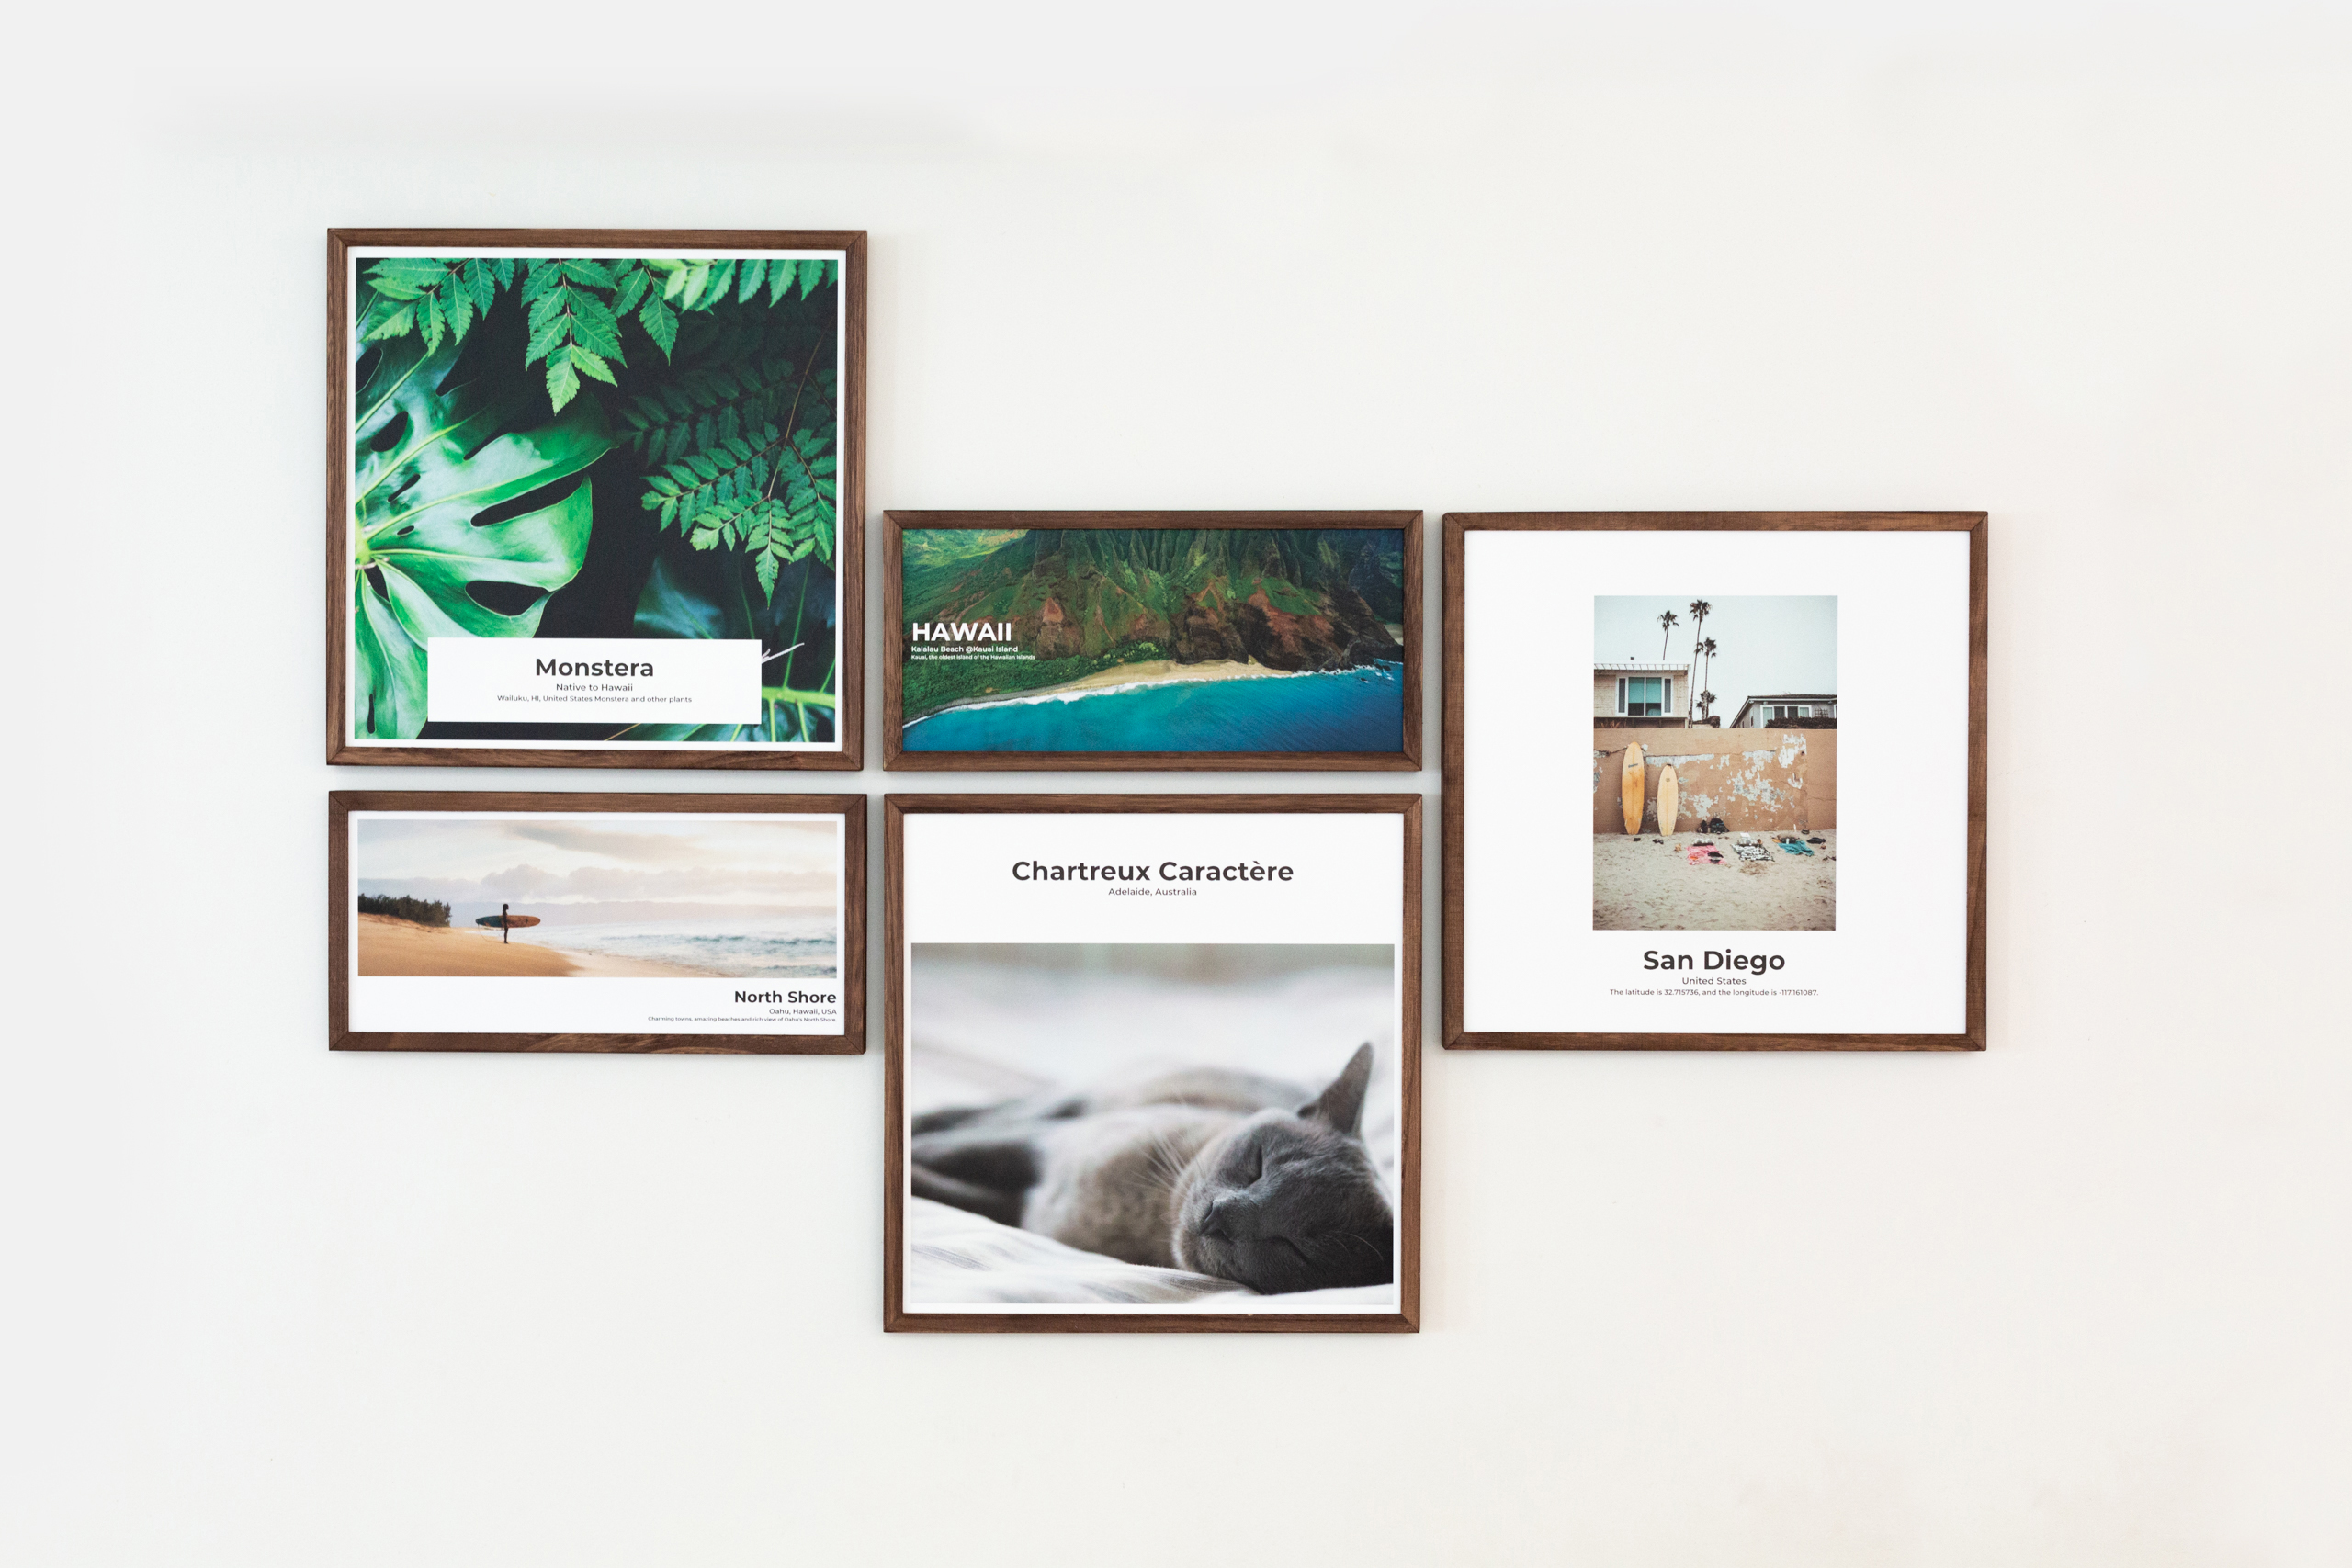 Monstera
Native to Hawaii
Wailuku, HI, United States Monstera and other plants
HAWAII
Kalalau Beach @Kauai Island
Kauai, the oldest island of the Hawaiian Islands
North Shore
Oahu, Hawaii, USA
Charming towns, amazing beaches and rich view of Oahu's North Shore.
Chartreux Caractère
Adelaide, Australia
San Diego
United States
The latitude is 32.715736, and the longitude is -117.161087.